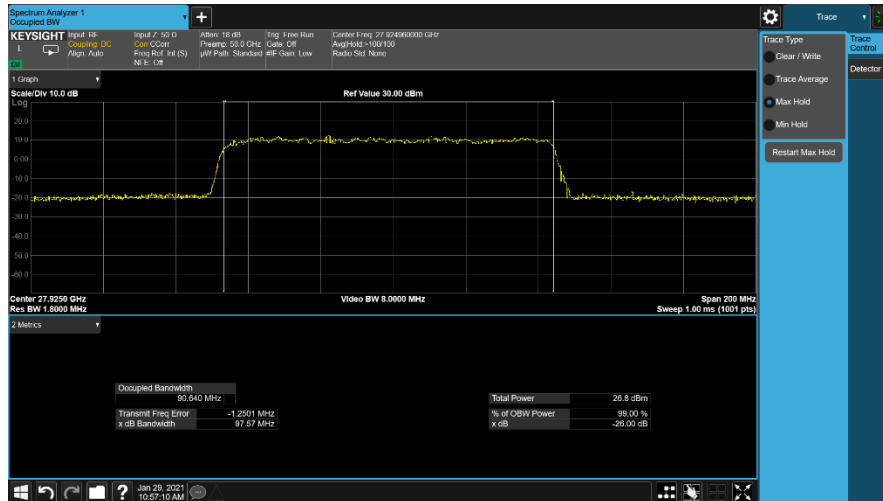 Spectrum Analyzer 1
Occupied BW
Trace
KEYSIGHT
Input: RF
Coupling: DC
Align: Auto
Input Z: 50 Ω
Corr CCorr
Freq Ref: Int (S)
NFE: Off
Atten: 18 dB
Preamp: 50.0 GHz
µW Path: Standard
Trig: Free Run
Gate: Off
#IF Gain: Low
Center Freq: 27.924960000 GHz
Avg|Hold:>100/100
Radio Std: None
Trace Type
Clear / Write
Trace Average
Max Hold
Min Hold
Restart Max Hold
Trace
Control
Detector
1 Graph
Scale/Div 10.0 dB
Ref Value 30.00 dBm
Log
20.0
10.0
0.00
-10.0
-20.0
-30.0
-40.0
-50.0
-60.0
Center 27.9250 GHz
Video BW 8.0000 MHz
Span 200 MHz
Res BW 1.8000 MHz
Sweep 1.00 ms (1001 pts)
2 Metrics
Occupied Bandwidth
90.640 MHz
Total Power 26.8 dBm
Transmit Freq Error -1.2501 MHz
% of OBW Power 99.00 %
x dB Bandwidth 97.57 MHz
x dB -26.00 dB
Jan 29, 2021
10:57:10 AM